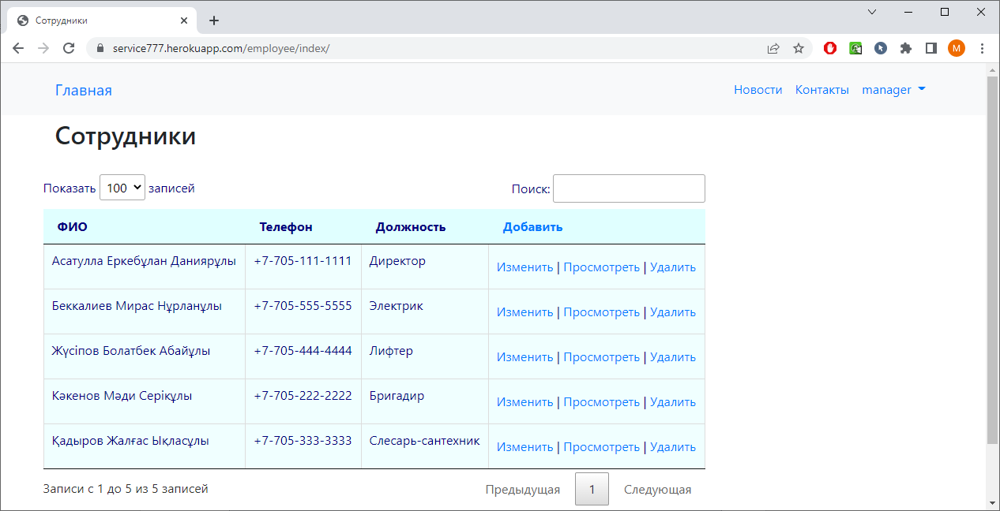 Сотрудники
service777.herokuapp.com/employee/index/
M
Главная Новости Контакты manager
Сотрудники
Показать 100 записей Поиск:
ФИО Телефон Должность Добавить
Асатулла Еркебұлан Даниярұлы +7-705-111-1111 Директор Изменить | Просмотреть | Удалить
Беккалиев Мирас Нұрланұлы +7-705-555-5555 Электрик Изменить | Просмотреть | Удалить
Жүсіпов Болатбек Абайұлы +7-705-444-4444 Лифтер Изменить | Просмотреть | Удалить
Кәкенов Мәди Серікұлы +7-705-222-2222 Бригадир Изменить | Просмотреть | Удалить
Қадыров Жалғас Ықласұлы +7-705-333-3333 Слесарь-сантехник Изменить | Просмотреть | Удалить
Записи с 1 до 5 из 5 записей Предыдущая 1 Следующая